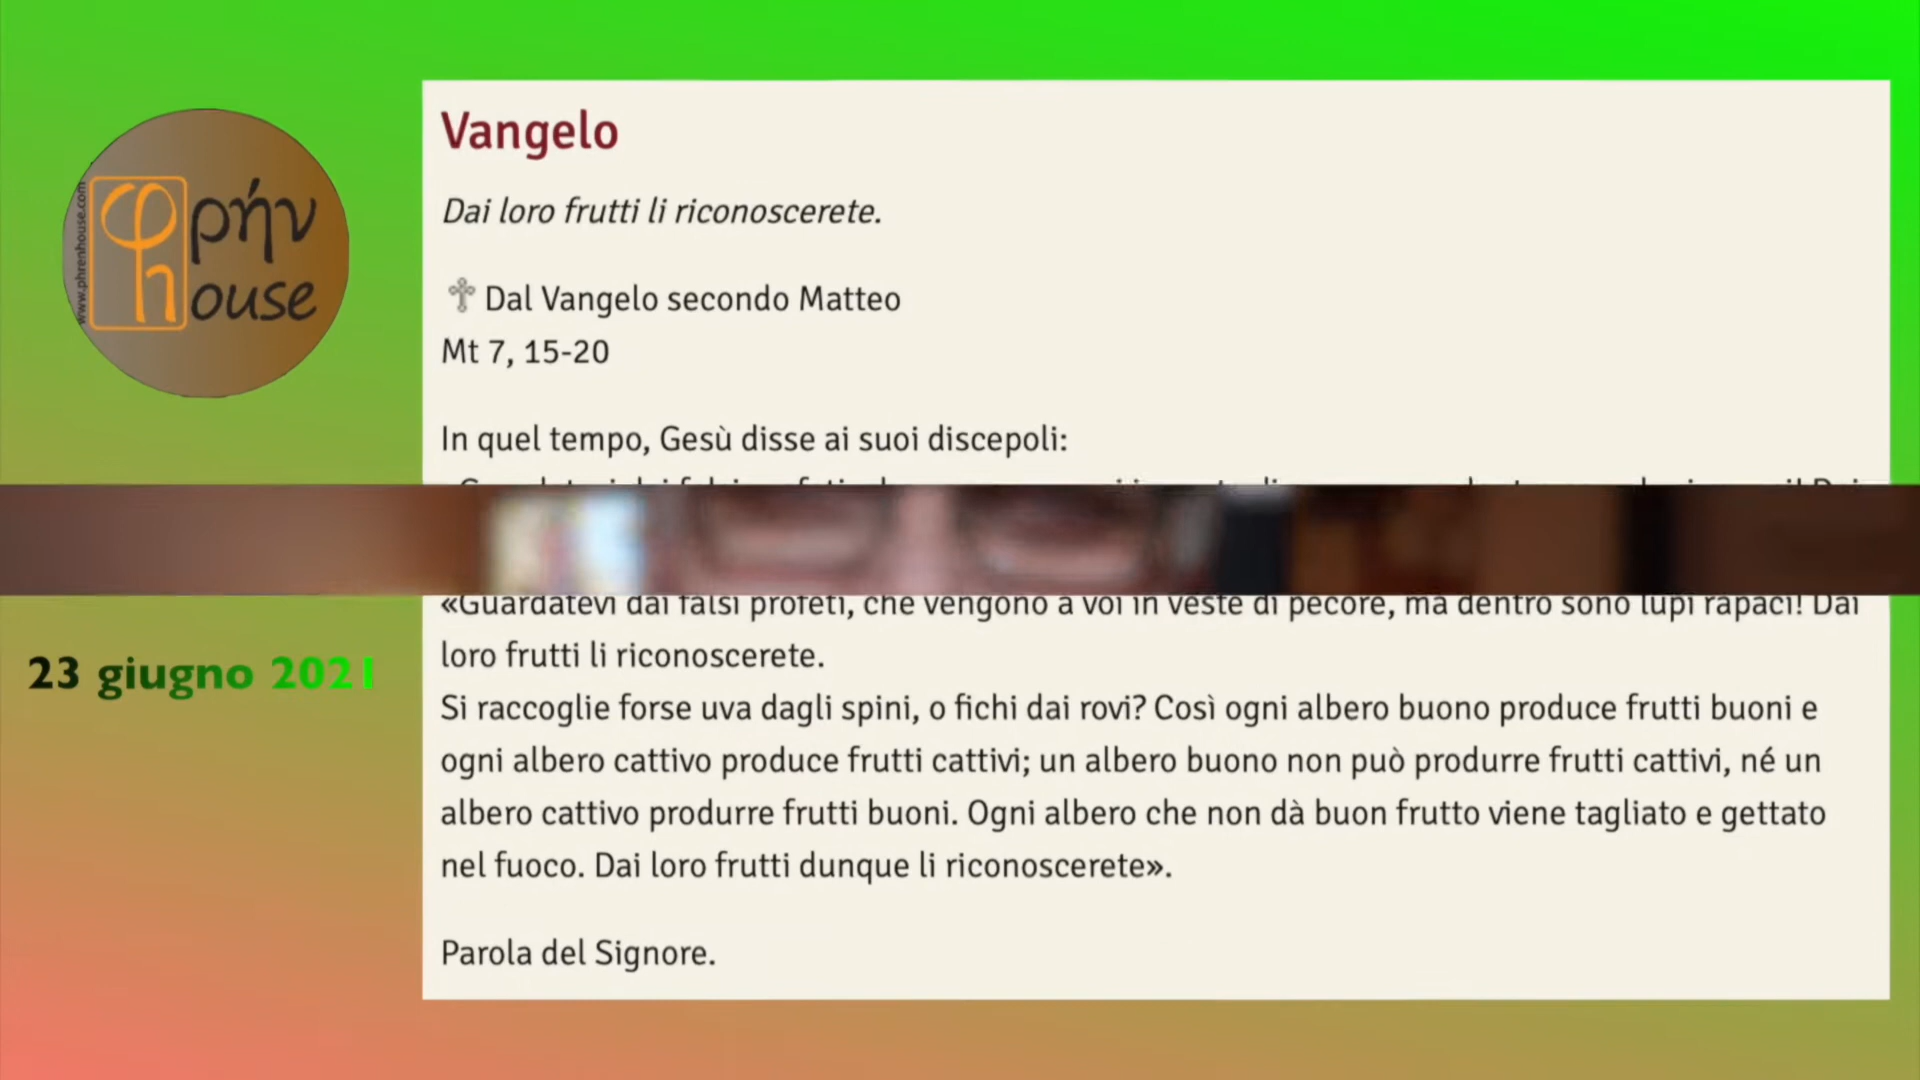 www.phrenhouse.com
φρήν
house
23 giugno 2021
Vangelo
Dai loro frutti li riconoscerete.
Dal Vangelo secondo Matteo
Mt 7, 15-20
In quel tempo, Gesù disse ai suoi discepoli:
«Guardatevi dai falsi profeti, che vengono a voi in veste di pecore, ma dentro sono lupi rapaci! Dai
loro frutti li riconoscerete.
Si raccoglie forse uva dagli spini, o fichi dai rovi? Così ogni albero buono produce frutti buoni e
ogni albero cattivo produce frutti cattivi; un albero buono non può produrre frutti cattivi, né un
albero cattivo produrre frutti buoni. Ogni albero che non dà buon frutto viene tagliato e gettato
nel fuoco. Dai loro frutti dunque li riconoscerete».
Parola del Signore.